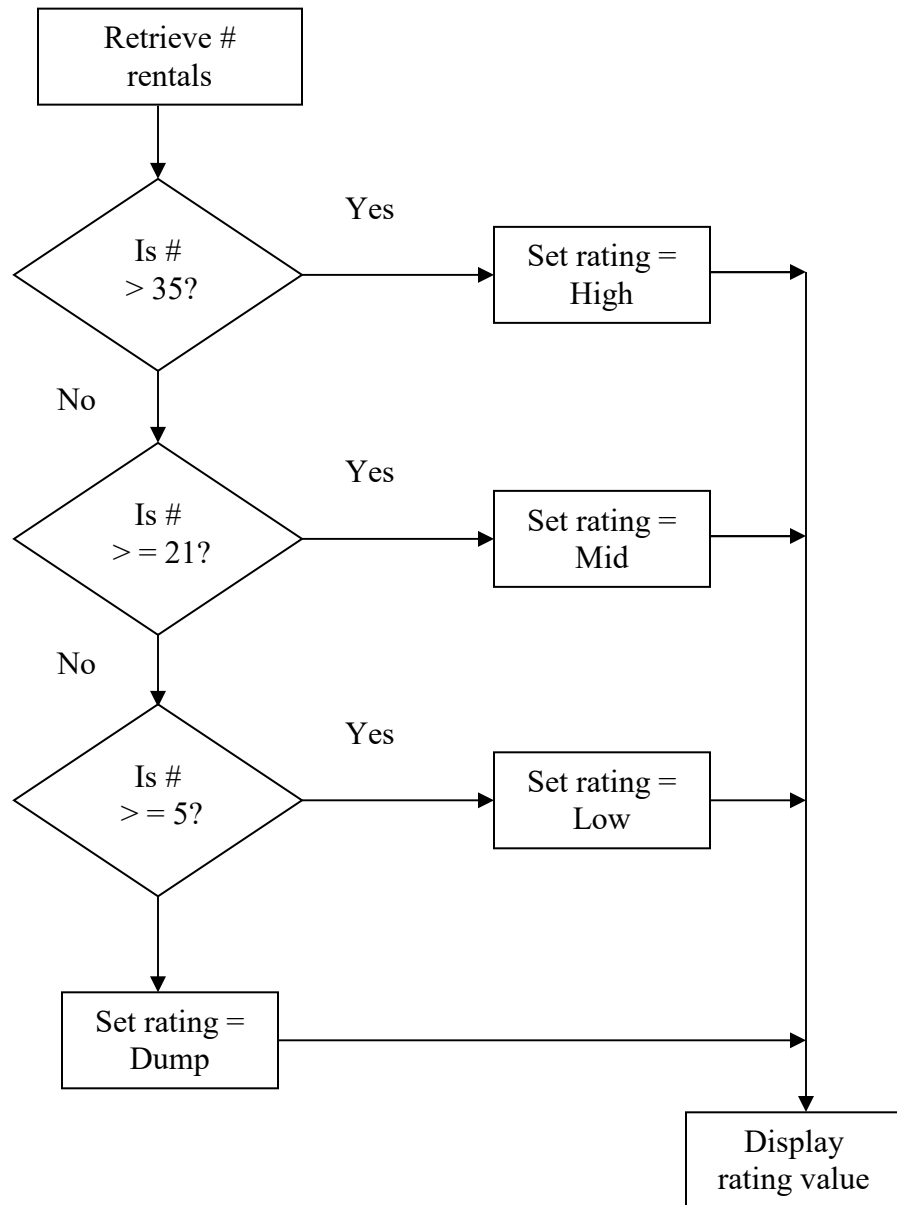 Retrieve #
rentals
Yes
Is #
> 35?
Set rating =
High
No
Yes
Is #
> = 21?
Set rating =
Mid
No
Yes
Is #
> = 5?
Set rating =
Low
Set rating =
Dump
Display
rating value